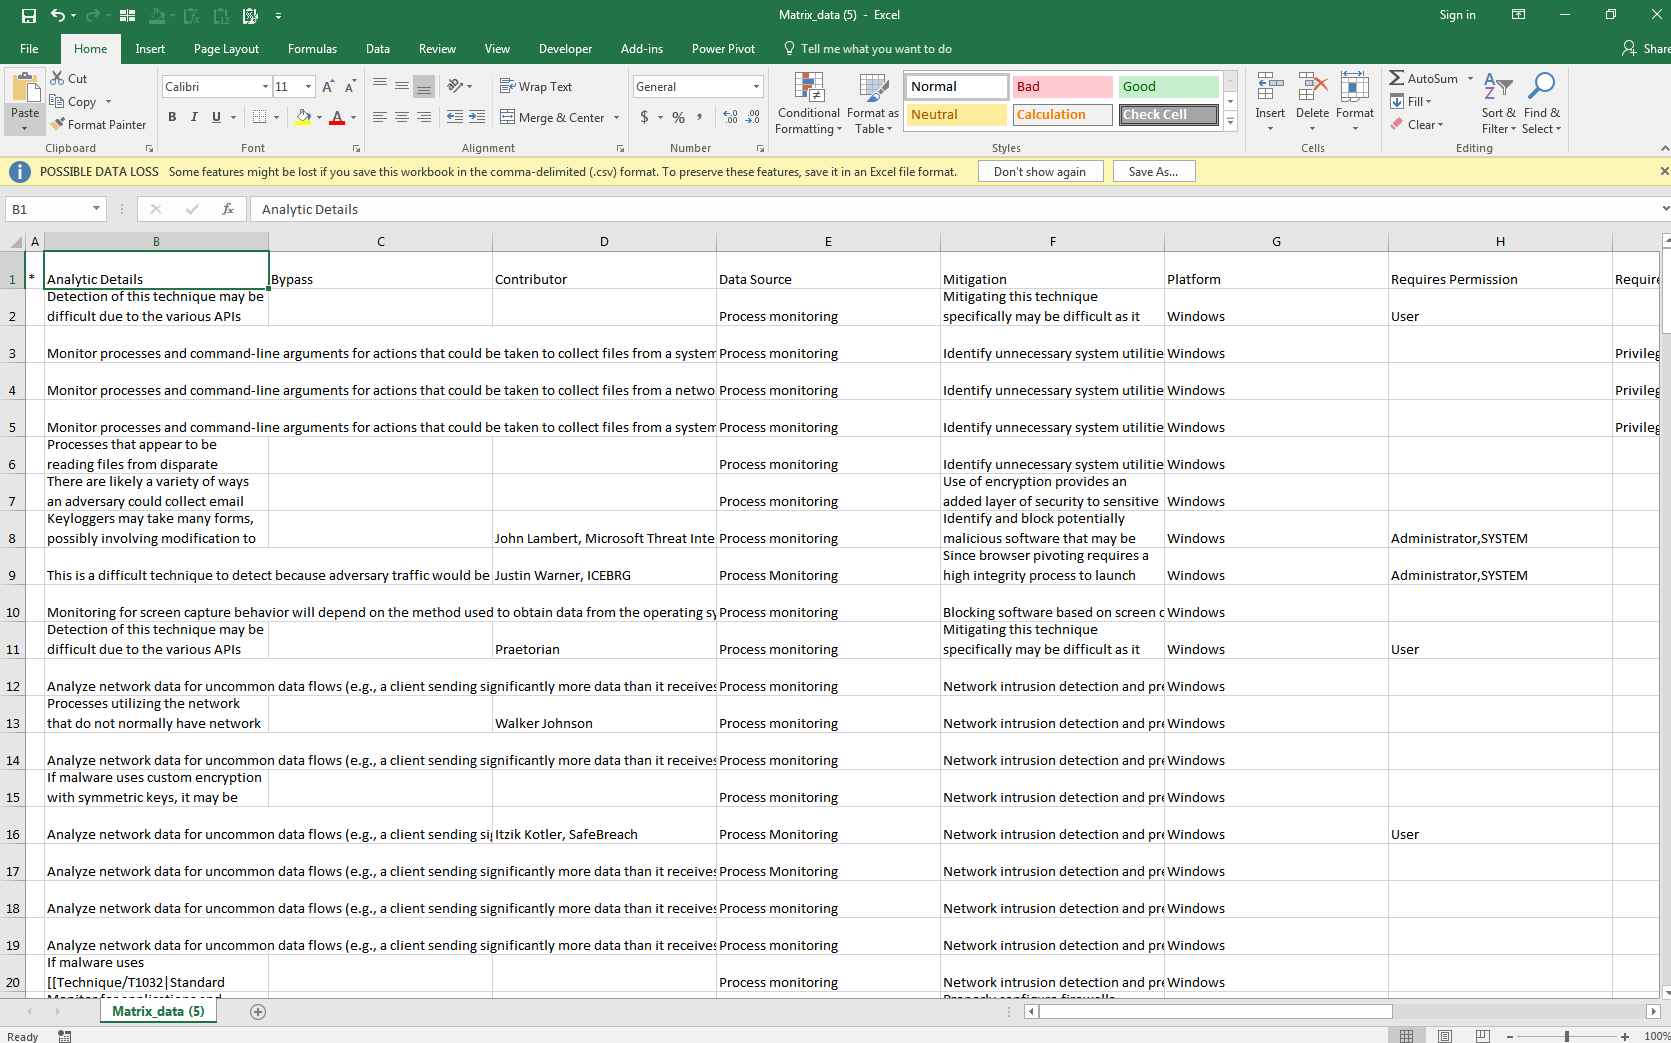 Matrix_data (5) - Excel
Sign in
File Home Insert Page Layout Formulas Data Review View Developer Add-ins Power Pivot Tell me what you want to do Share
Paste
Cut
Copy
Format Painter
Clipboard
Calibri 11 A A
B I U A
Font
Wrap Text
Merge & Center
Alignment
General
$ % ,
Number
Conditional Formatting
Format as Table
Normal Bad Good
Neutral Calculation Check Cell
Styles
Insert Delete Format
Cells
AutoSum
Fill
Clear
Sort & Filter
Find & Select
Editing
POSSIBLE DATA LOSS Some features might be lost if you save this workbook in the comma-delimited (.csv) format. To preserve these features, save it in an Excel file format. Don't show again Save As...
B1 fx Analytic Details
A B C D E F G H
1 * Analytic Details Bypass Contributor Data Source Mitigation Platform Requires Permission Require
2 Detection of this technique may be difficult due to the various APIs Process monitoring Mitigating this technique specifically may be difficult as it Windows User
3 Monitor processes and command-line arguments for actions that could be taken to collect files from a system Process monitoring Identify unnecessary system utilitie Windows Privileg
4 Monitor processes and command-line arguments for actions that could be taken to collect files from a netwo Process monitoring Identify unnecessary system utilitie Windows Privileg
5 Monitor processes and command-line arguments for actions that could be taken to collect files from a system Process monitoring Identify unnecessary system utilitie Windows Privileg
6 Processes that appear to be reading files from disparate Process monitoring Identify unnecessary system utilitie Windows
7 There are likely a variety of ways an adversary could collect email Process monitoring Use of encryption provides an added layer of security to sensitive Windows
8 Keyloggers may take many forms, possibly involving modification to John Lambert, Microsoft Threat Inte Process monitoring Identify and block potentially malicious software that may be Windows Administrator,SYSTEM
9 This is a difficult technique to detect because adversary traffic would be Justin Warner, ICEBRG Process Monitoring Since browser pivoting requires a high integrity process to launch Windows Administrator,SYSTEM
10 Monitoring for screen capture behavior will depend on the method used to obtain data from the operating sy Process monitoring Blocking software based on screen c Windows
11 Detection of this technique may be difficult due to the various APIs Praetorian Process monitoring Mitigating this technique specifically may be difficult as it Windows User
12 Analyze network data for uncommon data flows (e.g., a client sending significantly more data than it receives Process monitoring Network intrusion detection and pre Windows
13 Processes utilizing the network that do not normally have network Walker Johnson Process monitoring Network intrusion detection and pre Windows
14 Analyze network data for uncommon data flows (e.g., a client sending significantly more data than it receives Process monitoring Network intrusion detection and pre Windows
15 If malware uses custom encryption with symmetric keys, it may be Process monitoring Network intrusion detection and pre Windows
16 Analyze network data for uncommon data flows (e.g., a client sending sig Itzik Kotler, SafeBreach Process Monitoring Network intrusion detection and pre Windows User
17 Analyze network data for uncommon data flows (e.g., a client sending significantly more data than it receives Process Monitoring Network intrusion detection and pre Windows
18 Analyze network data for uncommon data flows (e.g., a client sending significantly more data than it receives Process monitoring Network intrusion detection and pre Windows
19 Analyze network data for uncommon data flows (e.g., a client sending significantly more data than it receives Process monitoring Network intrusion detection and pre Windows
20 If malware uses [[Technique/T1032|Standard Process monitoring Network intrusion detection and pre Windows
Matrix_data (5)
Ready 100%